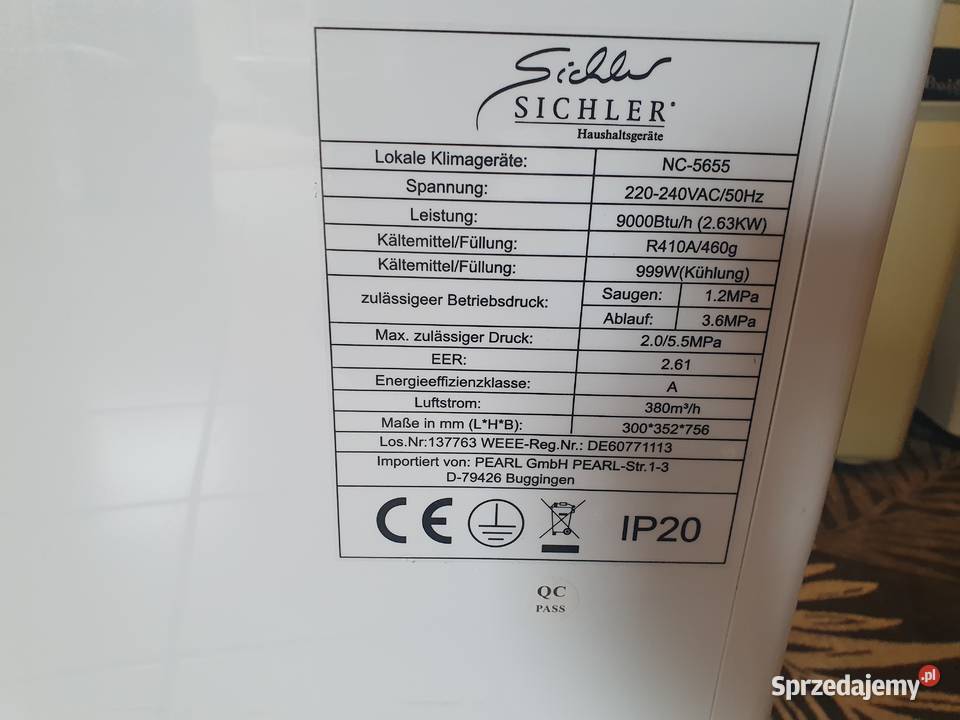 Sichler
SICHLER
Haushaltsgeräte
Lokale Klimageräte: NC-5655
Spannung: 220-240VAC/50Hz
Leistung: 9000Btu/h (2.63KW)
Kältemittel/Füllung: R410A/460g
Kältemittel/Füllung: 999W(Kühlung)
zulässigeer Betriebsdruck: Saugen: 1.2MPa
Ablauf: 3.6MPa
Max. zulässiger Druck: 2.0/5.5MPa
EER: 2.61
Energieeffizienzklasse: A
Luftstrom: 380m³/h
Maße in mm (L*H*B): 300*352*756
Los.Nr:137763 WEEE-Reg.Nr.: DE60771113
Importiert von: PEARL GmbH PEARL-Str.1-3
D-79426 Buggingen
CE IP20
QC
PASS
Sprzedajemy.pl